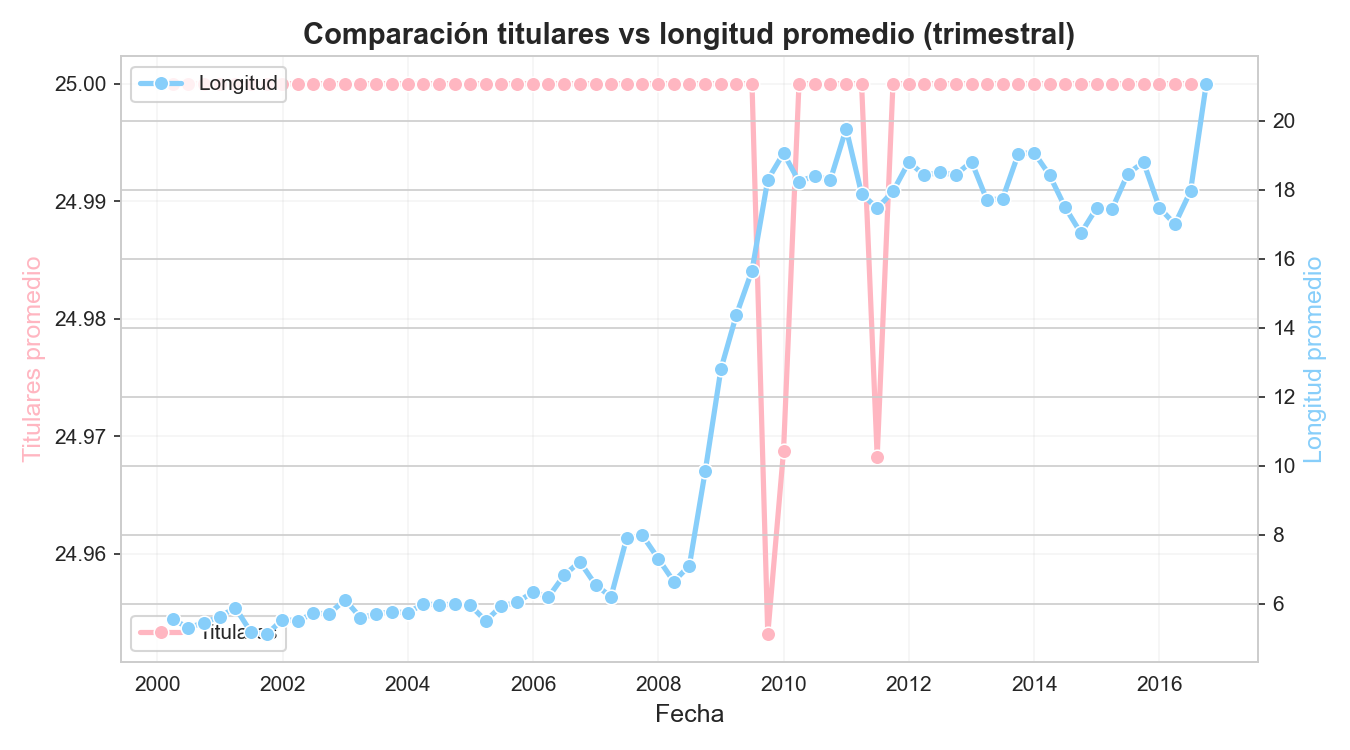 Comparación titulares vs longitud promedio (trimestral)
Longitud
Titulares
Titulares promedio
25.00
24.99
24.98
24.97
24.96
20
18
16
14
12
10
8
6
Longitud promedio
2000 2002 2004 2006 2008 2010 2012 2014 2016
Fecha